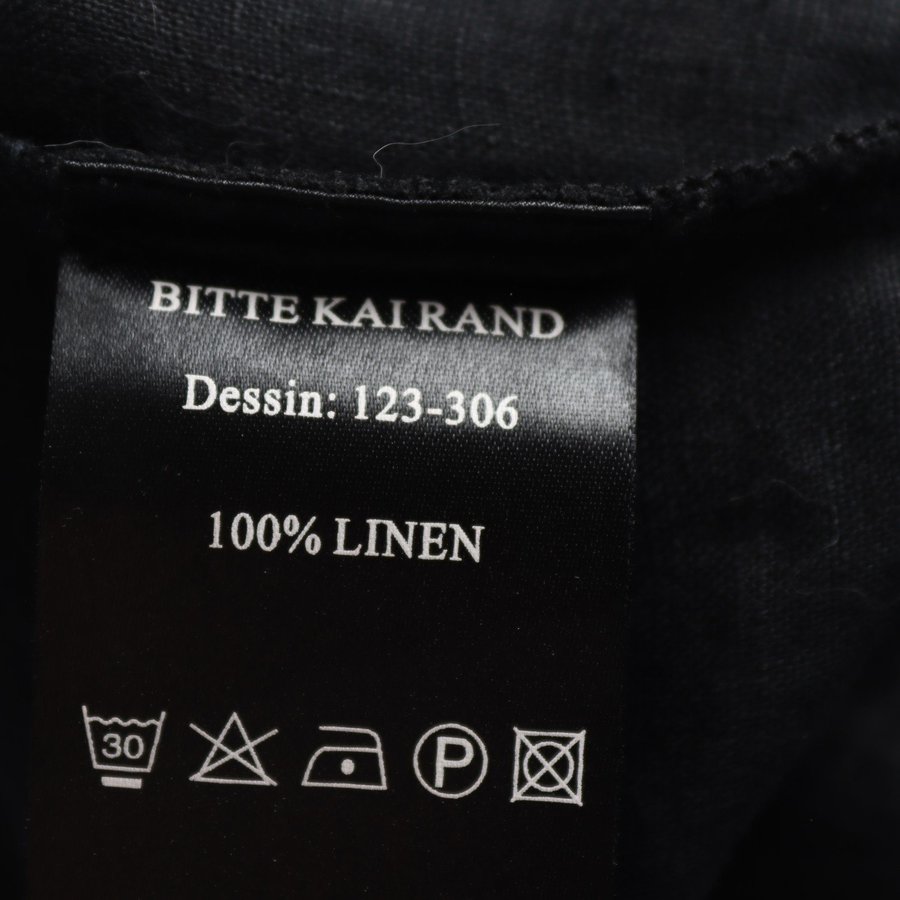 BITTE KAI RAND
Dessin: 123-306
100% LINEN
30 P